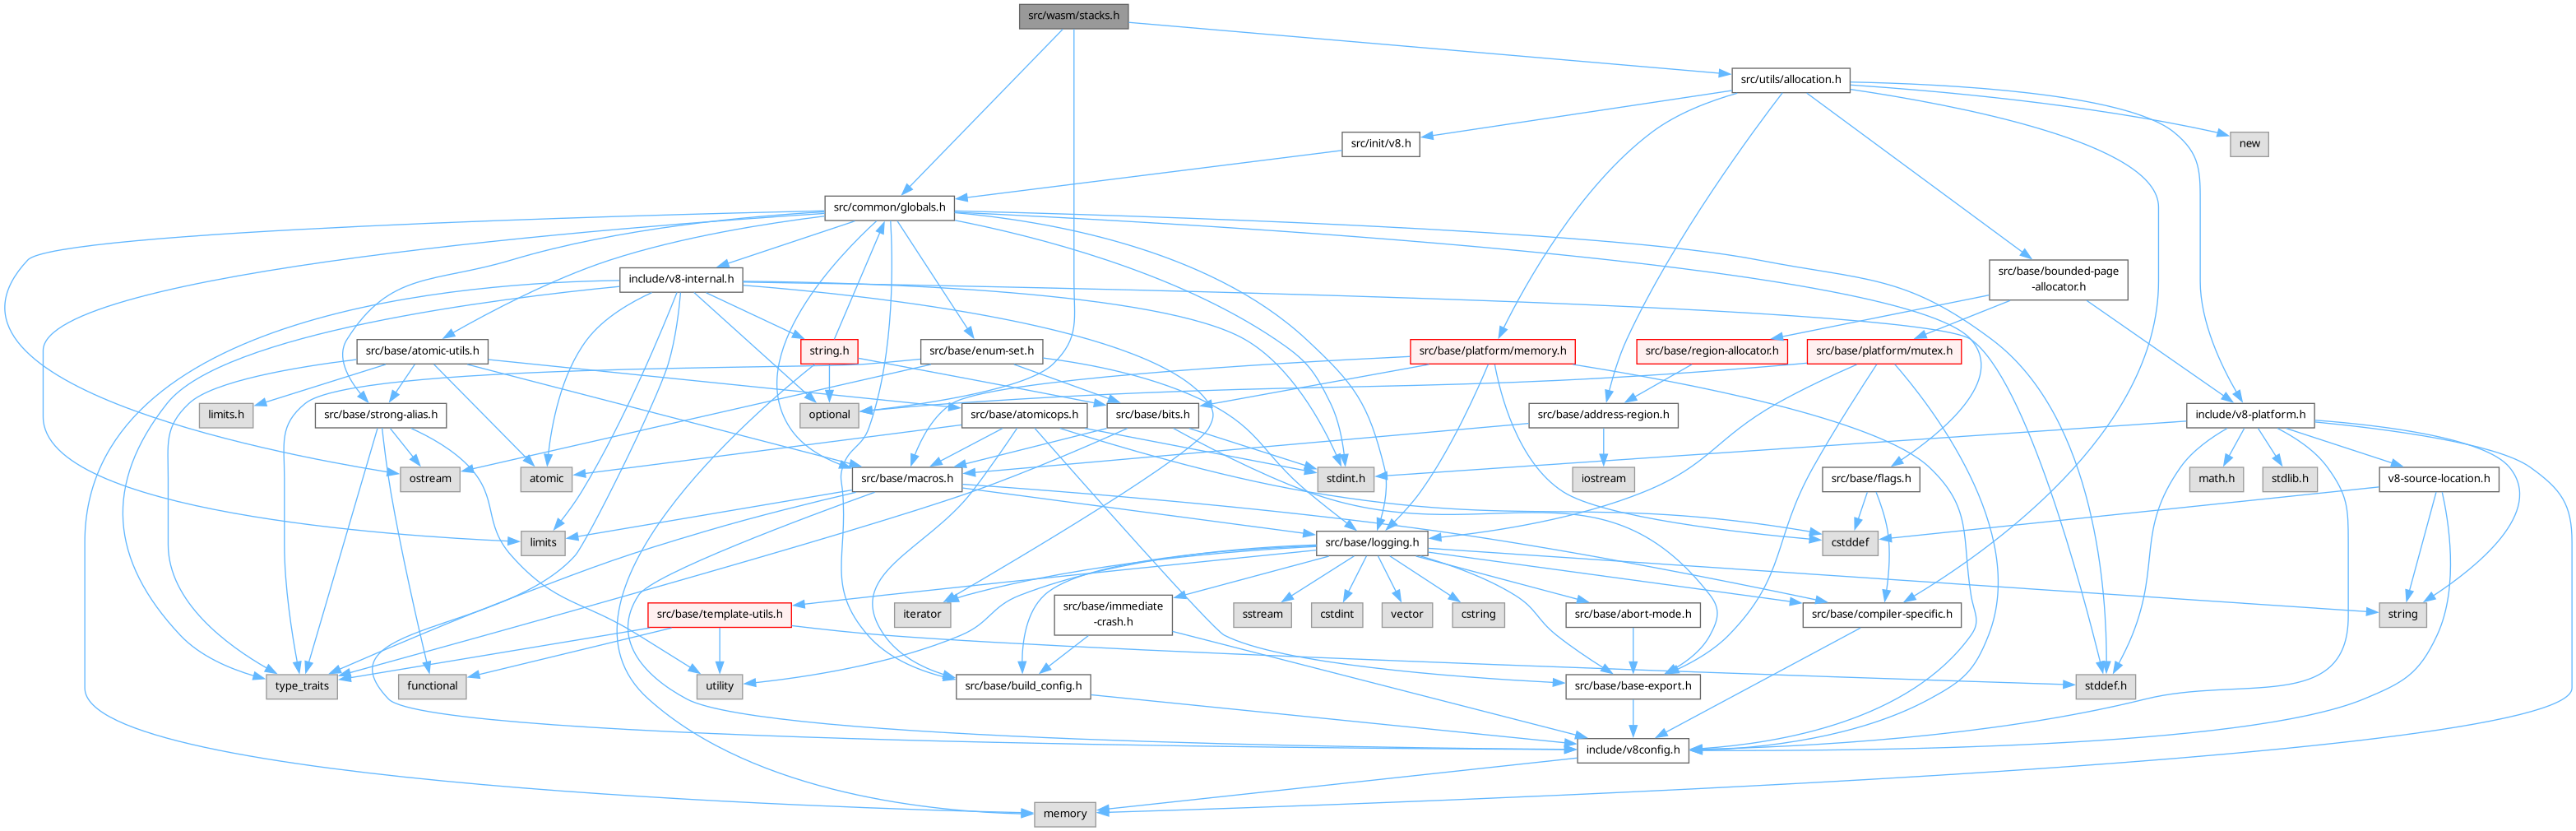 src/wasm/stacks.h
src/utils/allocation.h
src/init/v8.h
new
src/common/globals.h
include/v8-internal.h
src/base/bounded-page
-allocator.h
src/base/atomic-utils.h
string.h
src/base/enum-set.h
src/base/platform/memory.h
src/base/region-allocator.h
src/base/platform/mutex.h
limits.h
src/base/strong-alias.h
optional
src/base/atomicops.h
src/base/bits.h
src/base/address-region.h
include/v8-platform.h
ostream
atomic
src/base/macros.h
stdint.h
iostream
src/base/flags.h
math.h
stdlib.h
v8-source-location.h
limits
src/base/logging.h
cstddef
src/base/template-utils.h
iterator
src/base/immediate
-crash.h
sstream
cstdint
vector
cstring
src/base/abort-mode.h
src/base/compiler-specific.h
string
type_traits
functional
utility
src/base/build_config.h
src/base/base-export.h
stddef.h
include/v8config.h
memory